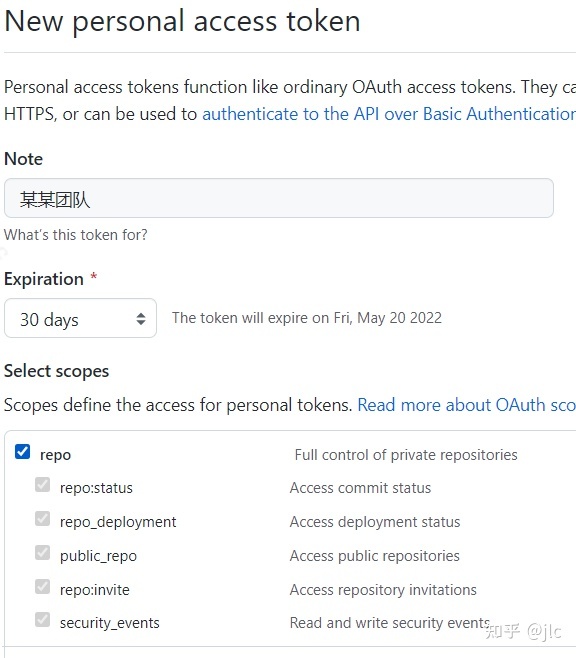 New personal access token
Personal access tokens function like ordinary OAuth access tokens. They ca
HTTPS, or can be used to authenticate to the API over Basic Authentication
Note
某某团队
What's this token for?
Expiration *
30 days The token will expire on Fri, May 20 2022
Select scopes
Scopes define the access for personal tokens. Read more about OAuth sco
repo Full control of private repositories
repo:status Access commit status
repo_deployment Access deployment status
public_repo Access public repositories
repo:invite Access repository invitations
security_events Read and write security events
知乎 @jlc